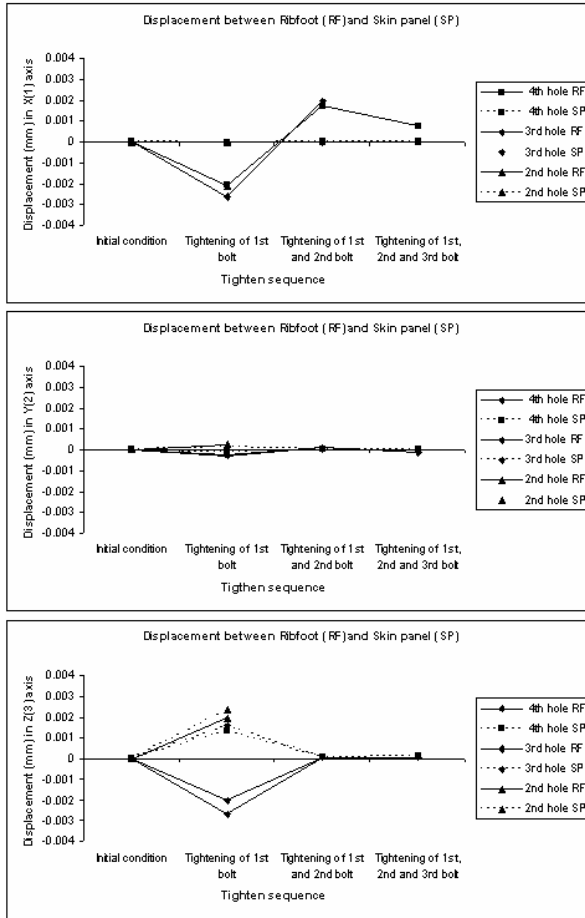 Displacement between Ribfoot (RF) and Skin panel (SP)
Displacement (mm) in X(1) axis
0.004
0.003
0.002
0.001
0
-0.001
-0.002
-0.003
-0.004
Initial condition
Tightening of 1st bolt
Tightening of 1st and 2nd bolt
Tightening of 1st, 2nd and 3rd bolt
Tighten sequence
4th hole RF
4th hole SP
3rd hole RF
3rd hole SP
2nd hole RF
2nd hole SP
Displacement between Ribfoot (RF) and Skin panel (SP)
Displacement (mm) in Y(2) axis
0.004
0.003
0.002
0.001
0
-0.001
-0.002
-0.003
-0.004
Initial condition
Tightening of 1st bolt
Tightening of 1st and 2nd bolt
Tightening of 1st, 2nd and 3rd bolt
Tigthen sequence
4th hole RF
4th hole SP
3rd hole RF
3rd hole SP
2nd hole RF
2nd hole SP
Displacement between Ribfoot (RF) and Skin panel (SP)
Displacement (mm) in Z(3) axis
0.004
0.003
0.002
0.001
0
-0.001
-0.002
-0.003
-0.004
Initial condition
Tightening of 1st bolt
Tightening of 1st and 2nd bolt
Tightening of 1st, 2nd and 3rd bolt
Tighten sequence
4th hole RF
4th hole SP
3rd hole RF
3rd hole SP
2nd hole RF
2nd hole SP